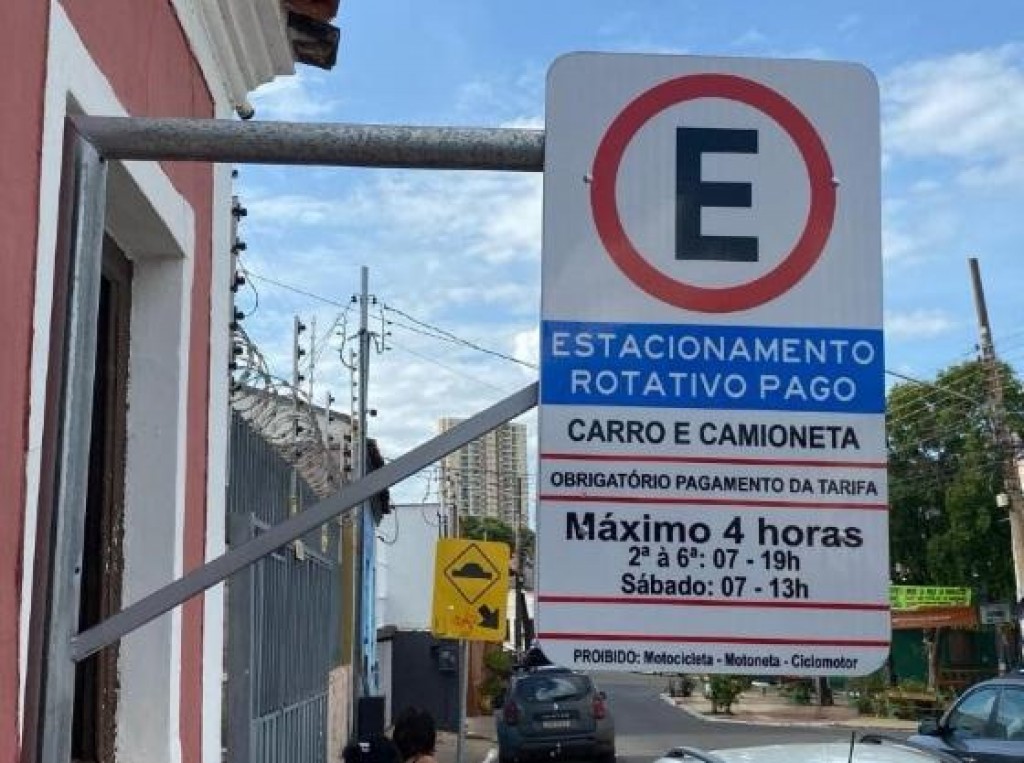 E
ESTACIONAMENTO
ROTATIVO PAGO
CARRO E CAMIONETA
OBRIGATÓRIO PAGAMENTO DA TARIFA
Máximo 4 horas
2ª à 6ª: 07 - 19h
Sábado: 07 - 13h
PROIBIDO: Motocicleta - Motoneta - Ciclomotor